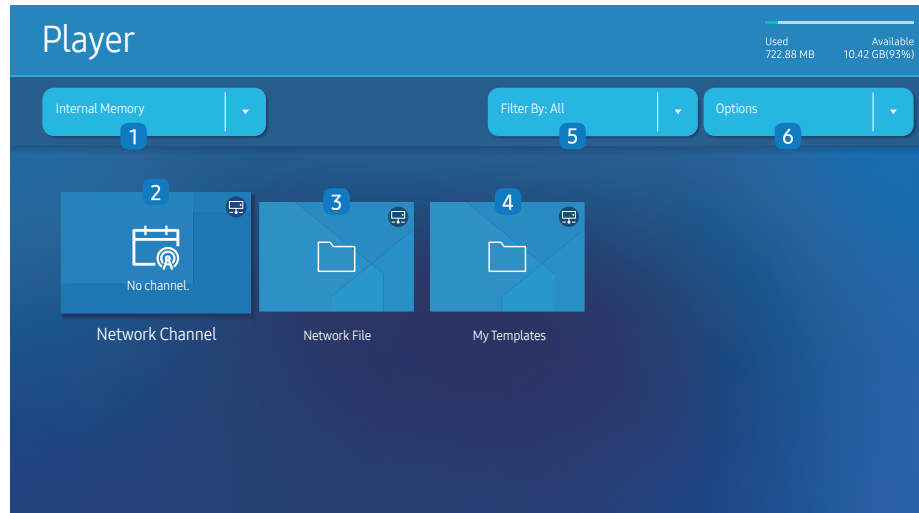 Player
Used Available
722.88 MB 10.42 GB(93%)
Internal Memory
1
Filter By: All
5
Options
6
2
No channel.
Network Channel
3
Network File
4
My Templates